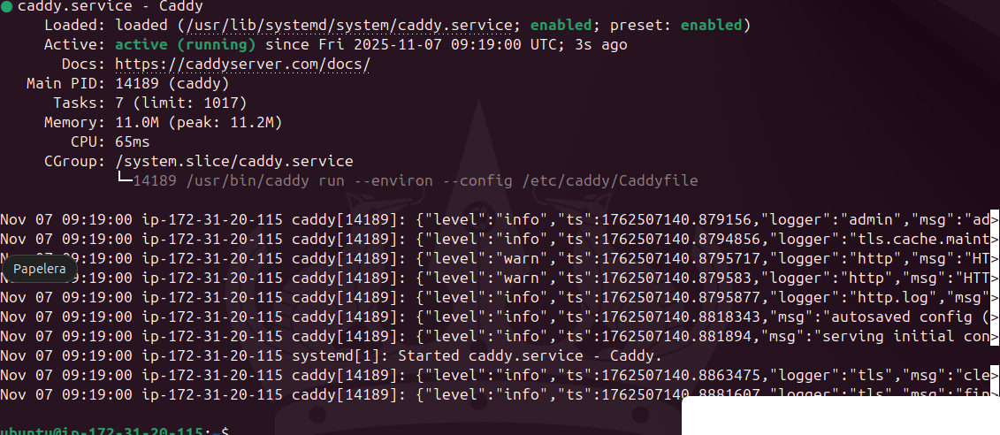 ● caddy.service - Caddy
Loaded: loaded (/usr/lib/systemd/system/caddy.service; enabled; preset: enabled)
Active: active (running) since Fri 2025-11-07 09:19:00 UTC; 3s ago
Docs: https://caddyserver.com/docs/
Main PID: 14189 (caddy)
Tasks: 7 (limit: 1017)
Memory: 11.0M (peak: 11.2M)
CPU: 65ms
CGroup: /system.slice/caddy.service
└─14189 /usr/bin/caddy run --environ --config /etc/caddy/Caddyfile
Nov 07 09:19:00 ip-172-31-20-115 caddy[14189]: {"level":"info","ts":1762507140.879156,"logger":"admin","msg":"ad>
Nov 07 09:19:00 ip-172-31-20-115 caddy[14189]: {"level":"info","ts":1762507140.8794856,"logger":"tls.cache.maint>
Nov 07 09:19:00 ip-172-31-20-115 caddy[14189]: {"level":"warn","ts":1762507140.8795717,"logger":"http","msg":"HT>
Papelera
Nov 07 09:19:00 ip-172-31-20-115 caddy[14189]: {"level":"warn","ts":1762507140.879583,"logger":"http","msg":"HTT>
Nov 07 09:19:00 ip-172-31-20-115 caddy[14189]: {"level":"info","ts":1762507140.8795877,"logger":"http.log","msg">
Nov 07 09:19:00 ip-172-31-20-115 caddy[14189]: {"level":"info","ts":1762507140.8818343,"msg":"autosaved config (>
Nov 07 09:19:00 ip-172-31-20-115 caddy[14189]: {"level":"info","ts":1762507140.881894,"msg":"serving initial con>
Nov 07 09:19:00 ip-172-31-20-115 systemd[1]: Started caddy.service - Caddy.
Nov 07 09:19:00 ip-172-31-20-115 caddy[14189]: {"level":"info","ts":1762507140.8863475,"logger":"tls","msg":"cle>
Nov 07 09:19:00 ip-172-31-20-115 caddy[14189]: {"level":"info","ts":1762507140.8881607,"logger":"tls","msg":"fin>
ubuntu@ip-172-31-20-115:~$